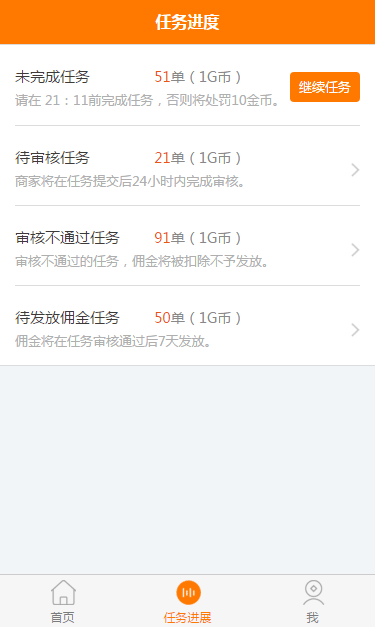 任务进度
未完成任务 51单（1G币）
请在 21：11前完成任务，否则将处罚10金币。
继续任务
待审核任务 21单（1G币）
商家将在任务提交后24小时内完成审核。
审核不通过任务 91单（1G币）
审核不通过的任务，佣金将被扣除不予发放。
待发放佣金任务 50单（1G币）
佣金将在任务审核通过后7天发放。
首页 任务进展 我